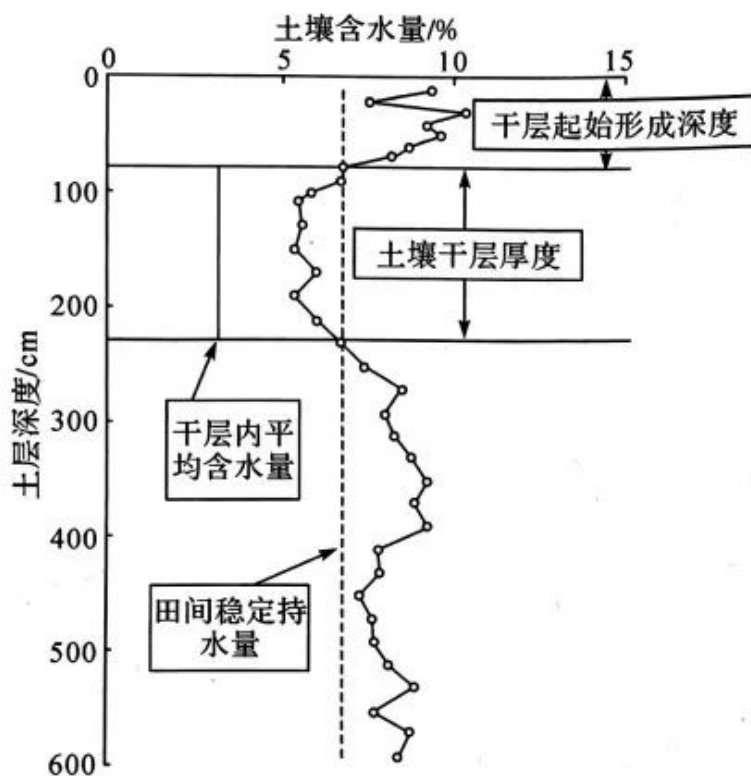 土壤含水量/%
0 5 10 15
0
干层起始形成深度
100
土壤干层厚度
200
土层深度/cm
300
干层内平
均含水量
400
田间稳定持
水量
500
600